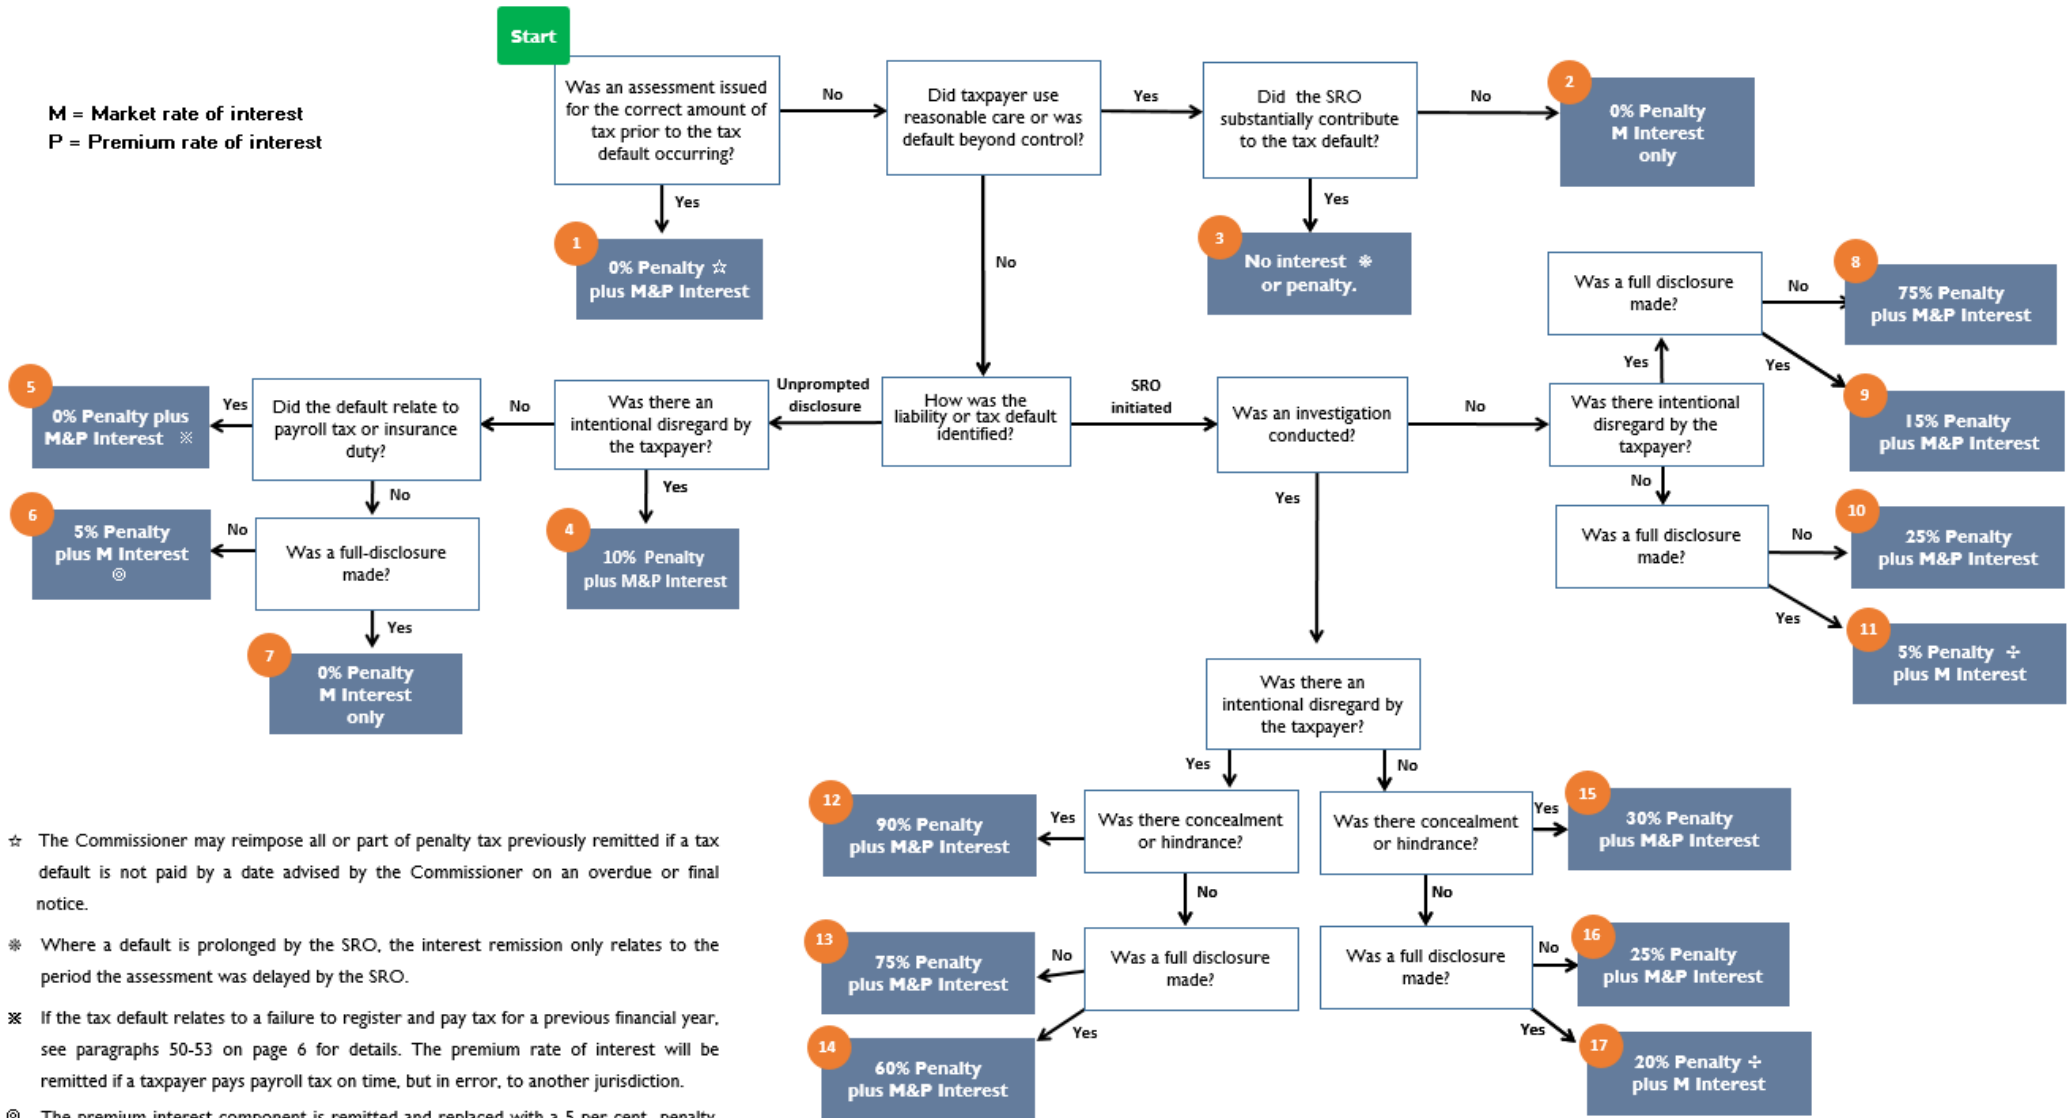 Start
M = Market rate of interest
P = Premium rate of interest
Was an assessment issued
for the correct amount of
tax prior to the tax
default occurring?
No
Did taxpayer use
reasonable care or was
default beyond control?
Yes
Did the SRO
substantially contribute
to the tax default?
No
2
0% Penalty
M Interest
only
Yes
1
0% Penalty ☆
plus M&P Interest
No
Yes
3
No interest ❋
or penalty.
Was a full disclosure
made?
No
8
75% Penalty
plus M&P Interest
Yes
Yes
9
15% Penalty
plus M&P Interest
5
0% Penalty plus
M&P Interest ※
Yes
Did the default relate to
payroll tax or insurance
duty?
No
Was there an
intentional disregard by
the taxpayer?
Unprompted
disclosure
How was the
liability or tax default
identified?
SRO
initiated
Was an investigation
conducted?
No
Was there intentional
disregard by the
taxpayer?
No
Yes
Yes
No
6
5% Penalty
plus M Interest
◎
No
Was a full-disclosure
made?
4
10% Penalty
plus M&P Interest
Was a full disclosure
made?
No
10
25% Penalty
plus M&P Interest
Yes
11
5% Penalty ÷
plus M Interest
Yes
7
0% Penalty
M Interest
only
Was there an
intentional disregard by
the taxpayer?
Yes
No
12
90% Penalty
plus M&P Interest
Yes
Was there concealment
or hindrance?
Was there concealment
or hindrance?
Yes
15
30% Penalty
plus M&P Interest
No
No
13
75% Penalty
plus M&P Interest
No
Was a full disclosure
made?
Was a full disclosure
made?
No
16
25% Penalty
plus M&P Interest
Yes
14
60% Penalty
plus M&P Interest
Yes
17
20% Penalty ÷
plus M Interest
☆ The Commissioner may reimpose all or part of penalty tax previously remitted if a tax
default is not paid by a date advised by the Commissioner on an overdue or final
notice.
❋ Where a default is prolonged by the SRO, the interest remission only relates to the
period the assessment was delayed by the SRO.
※ If the tax default relates to a failure to register and pay tax for a previous financial year,
see paragraphs 50-53 on page 6 for details. The premium rate of interest will be
remitted if a taxpayer pays payroll tax on time, but in error, to another jurisdiction.
◎ The premium interest component is remitted and replaced with a 5 per cent penalty.